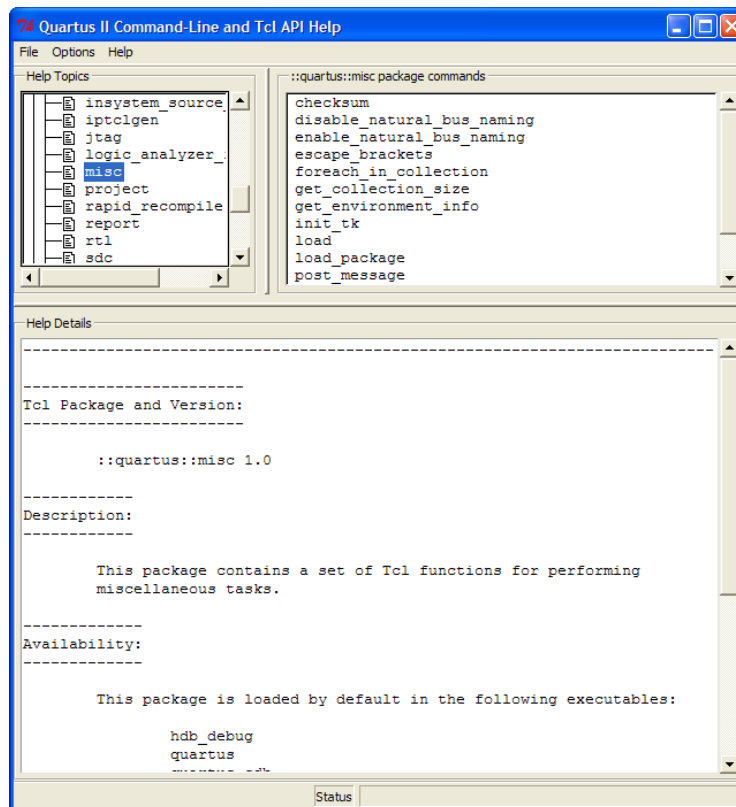 Quartus II Command-Line and Tcl API Help
File Options Help
Help Topics
insystem_source_
iptclgen
jtag
logic_analyzer_
misc
project
rapid_recompile
report
rtl
sdc
::quartus::misc package commands
checksum
disable_natural_bus_naming
enable_natural_bus_naming
escape_brackets
foreach_in_collection
get_collection_size
get_environment_info
init_tk
load
load_package
post_message
Help Details
---------------------------------------------------------------------------
------------------------
Tcl Package and Version:
------------------------
::quartus::misc 1.0
------------
Description:
------------
This package contains a set of Tcl functions for performing
miscellaneous tasks.
-------------
Availability:
-------------
This package is loaded by default in the following executables:
hdb_debug
quartus
Status